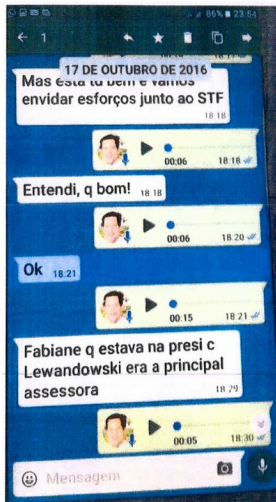 86% 23:54
1
17 DE OUTUBRO DE 2016
Mas está td bem e vamos
envidar esforços junto ao STF
18:18
00:06 18:18
Entendi, q bom! 18:18
00:06 18:20
Ok 18:21
00:15 18:21
Fabiane q estava na presi c
Lewandowski era a principal
assessora 18:29
00:05 18:30
Mensagem